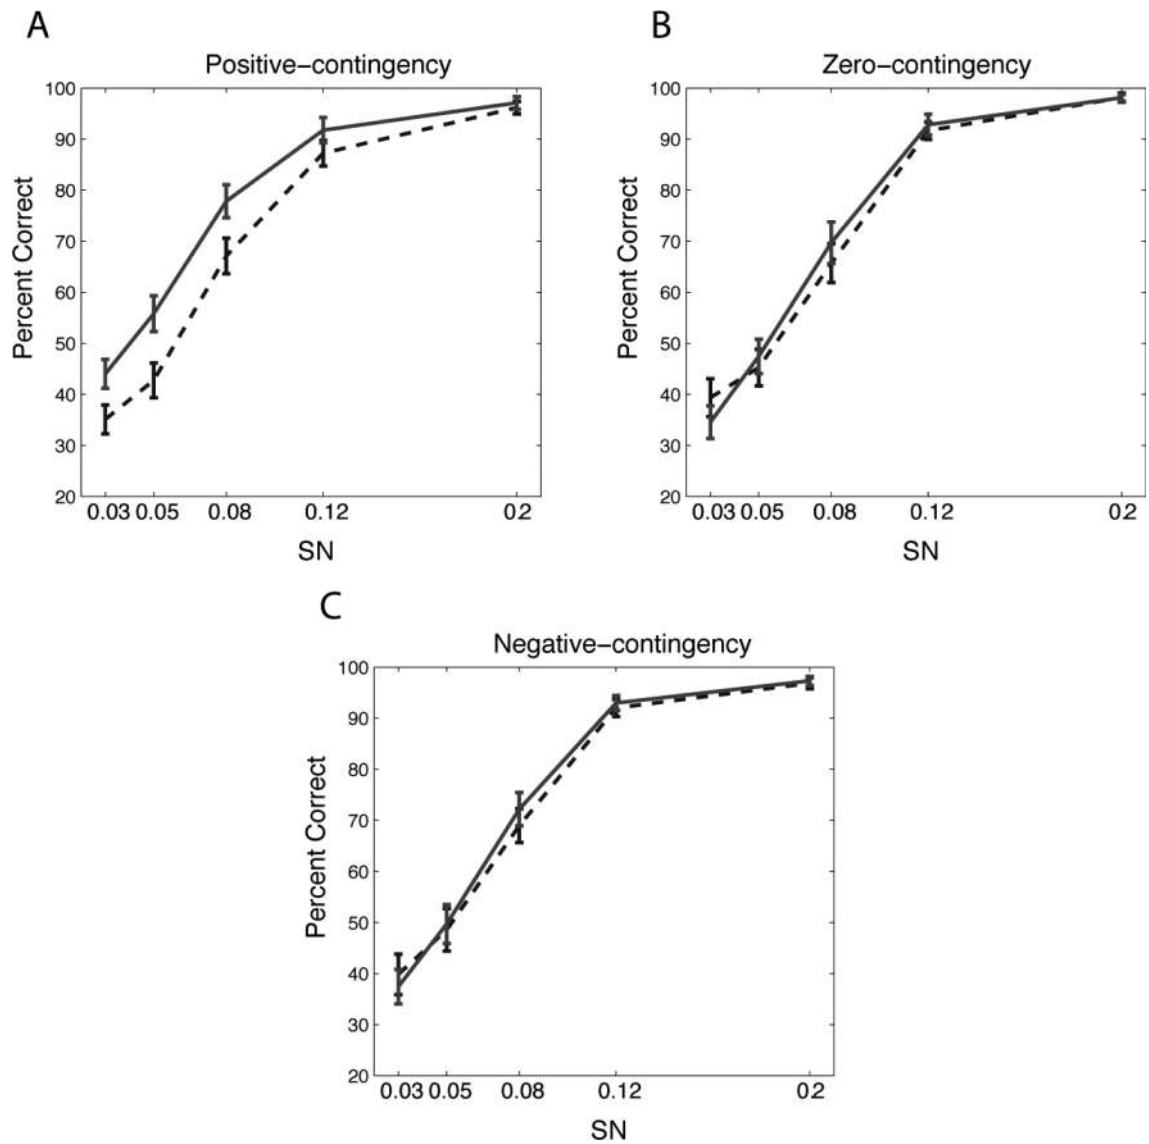 A
Positive-contingency
100
90
80
70
60
50
40
30
20
Percent Correct
0.03 0.05 0.08 0.12 0.2
SN
B
Zero-contingency
100
90
80
70
60
50
40
30
20
Percent Correct
0.03 0.05 0.08 0.12 0.2
SN
C
Negative-contingency
100
90
80
70
60
50
40
30
20
Percent Correct
0.03 0.05 0.08 0.12 0.2
SN